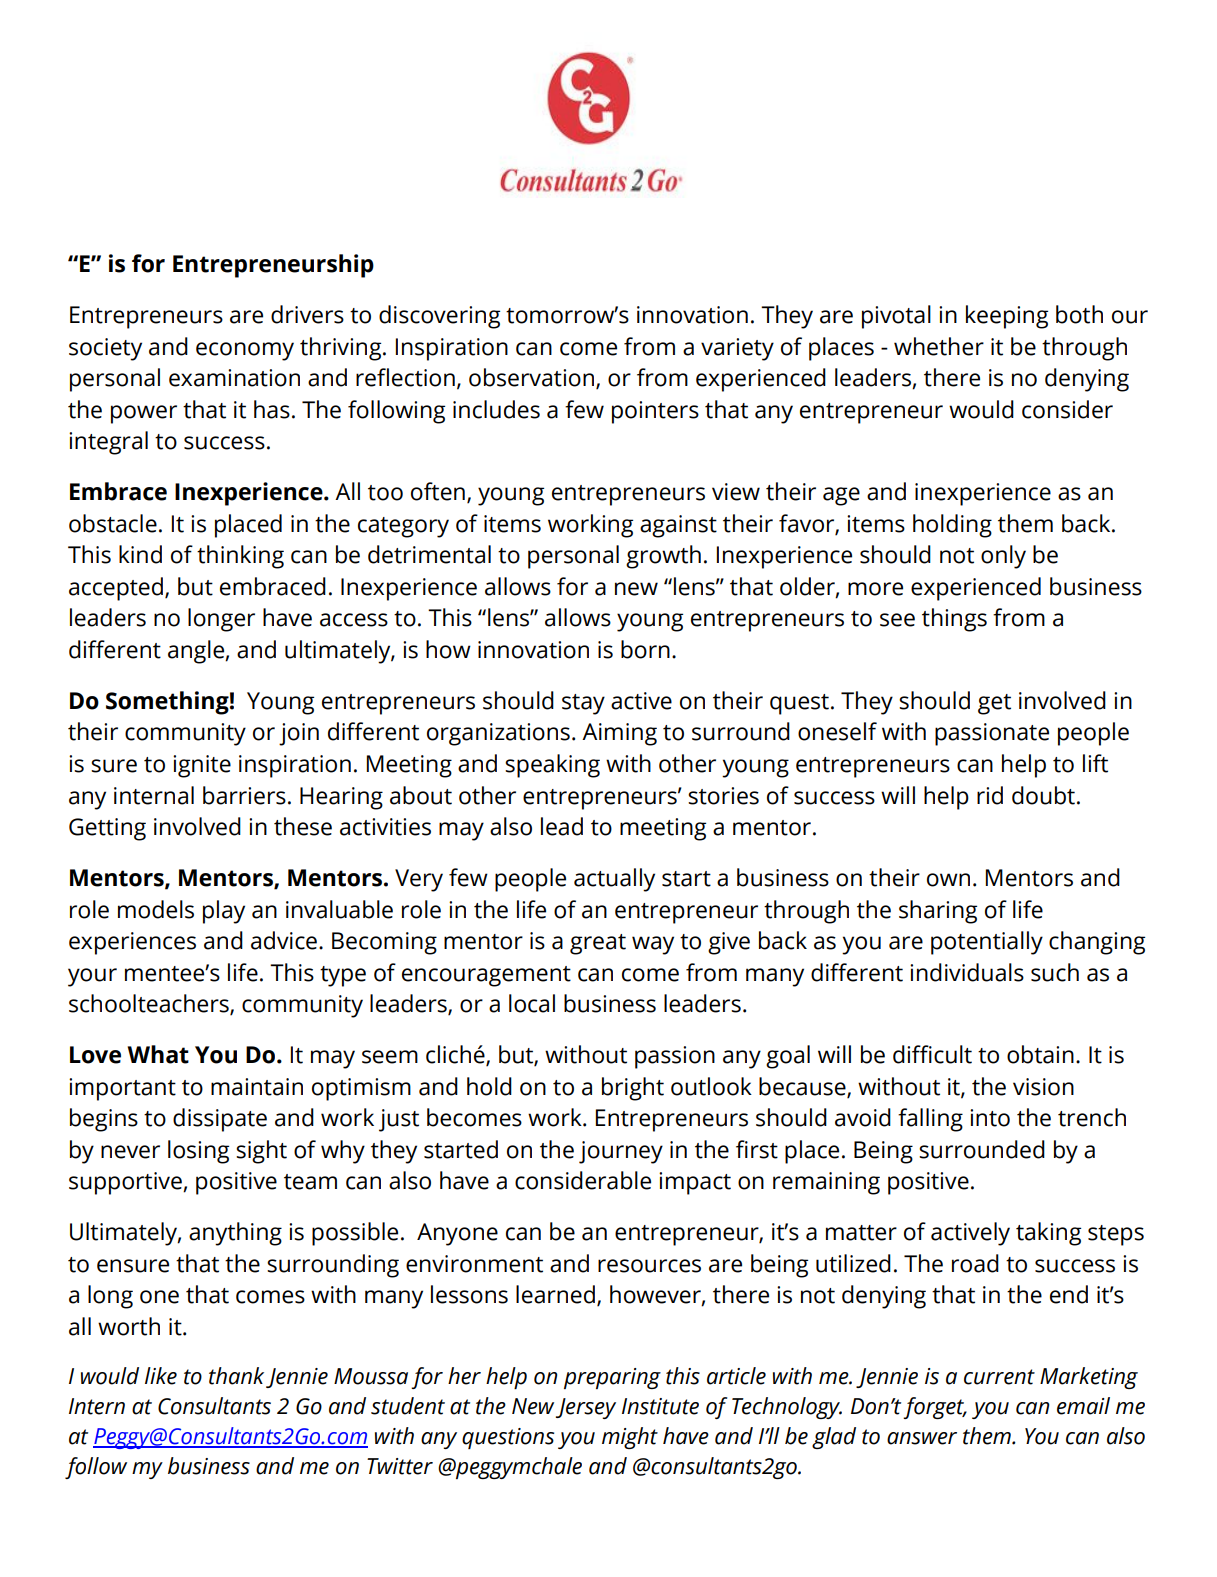 C2G®
Consultants 2 Go
“E” is for Entrepreneurship
Entrepreneurs are drivers to discovering tomorrow’s innovation. They are pivotal in keeping both our
society and economy thriving. Inspiration can come from a variety of places - whether it be through
personal examination and reflection, observation, or from experienced leaders, there is no denying
the power that it has. The following includes a few pointers that any entrepreneur would consider
integral to success.
Embrace Inexperience. All too often, young entrepreneurs view their age and inexperience as an
obstacle. It is placed in the category of items working against their favor, items holding them back.
This kind of thinking can be detrimental to personal growth. Inexperience should not only be
accepted, but embraced. Inexperience allows for a new “lens” that older, more experienced business
leaders no longer have access to. This “lens” allows young entrepreneurs to see things from a
different angle, and ultimately, is how innovation is born.
Do Something!  Young entrepreneurs should stay active on their quest. They should get involved in
their community or join different organizations. Aiming to surround oneself with passionate people
is sure to ignite inspiration. Meeting and speaking with other young entrepreneurs can help to lift
any internal barriers. Hearing about other entrepreneurs’ stories of success will help rid doubt.
Getting involved in these activities may also lead to meeting a mentor.
Mentors, Mentors, Mentors. Very few people actually start a business on their own. Mentors and
role models play an invaluable role in the life of an entrepreneur through the sharing of life
experiences and advice. Becoming mentor is a great way to give back as you are potentially changing
your mentee’s life. This type of encouragement can come from many different individuals such as a
schoolteachers, community leaders, or a local business leaders.
Love What You Do. It may seem cliché, but, without passion any goal will be difficult to obtain. It is
important to maintain optimism and hold on to a bright outlook because, without it, the vision
begins to dissipate and work just becomes work. Entrepreneurs should avoid falling into the trench
by never losing sight of why they started on the journey in the first place. Being surrounded by a
supportive, positive team can also have a considerable impact on remaining positive.
Ultimately, anything is possible.  Anyone can be an entrepreneur, it’s a matter of actively taking steps
to ensure that the surrounding environment and resources are being utilized. The road to success is
a long one that comes with many lessons learned, however, there is not denying that in the end it’s
all worth it.
I would like to thank Jennie Moussa for her help on preparing this article with me. Jennie is a current Marketing
Intern at Consultants 2 Go and student at the New Jersey Institute of Technology. Don’t forget, you can email me
at Peggy@Consultants2Go.com with any questions you might have and I’ll be glad to answer them. You can also
follow my business and me on Twitter @peggymchale and @consultants2go.